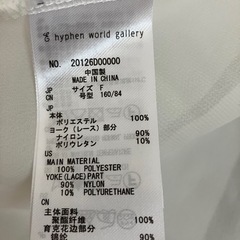 hyphen world gallery
NO. 20126D00000
中国製
MADE IN CHINA
JP サイズ F
CN 号型 160/84
JP
本体
ポリエステル 100%
ヨーク(レース)部分
ナイロン 90%
ポリウレタン 10%
US
MAIN MATERIAL
100% POLYESTER
YOKE(LACE)PART
90% NYLON
10% POLYURETHANE
CN
主体面料
聚酯纤维 100%
育克花边部分
锦纶 90%